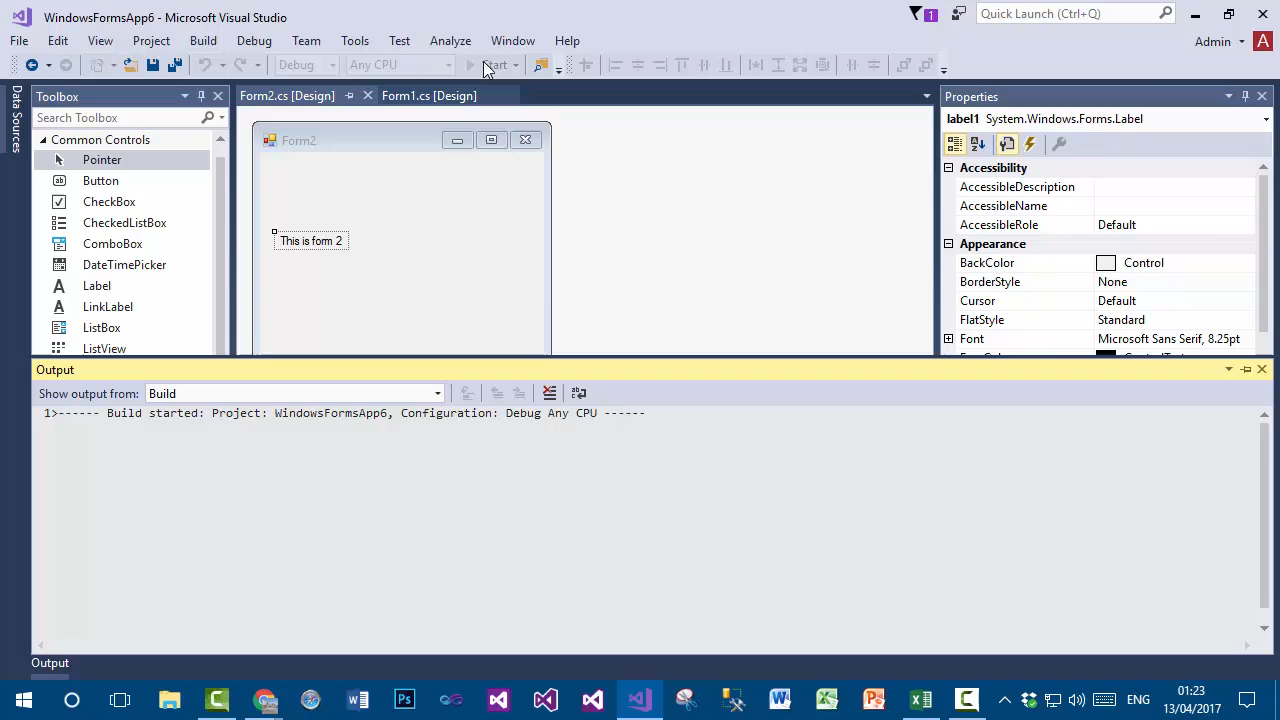 WindowsFormsApp6 - Microsoft Visual Studio
1
Quick Launch (Ctrl+Q)
File Edit View Project Build Debug Team Tools Test Analyze Window Help
Admin A
Debug Any CPU Start
Data Sources
Toolbox
Search Toolbox
Common Controls
Pointer
Button
CheckBox
CheckedListBox
ComboBox
DateTimePicker
Label
LinkLabel
ListBox
ListView
Form2.cs [Design] Form1.cs [Design]
Form2
This is form 2
Properties
label1 System.Windows.Forms.Label
Accessibility
AccessibleDescription
AccessibleName
AccessibleRole Default
Appearance
BackColor Control
BorderStyle None
Cursor Default
FlatStyle Standard
Font Microsoft Sans Serif, 8.25pt
Output
Show output from: Build
1>------ Build started: Project: WindowsFormsApp6, Configuration: Debug Any CPU ------
Output
ENG
01:23
13/04/2017